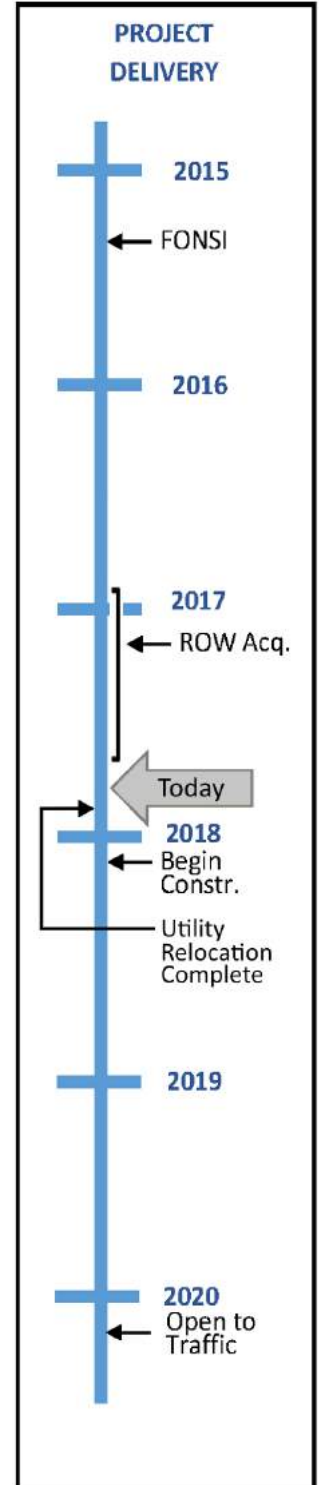 PROJECT
DELIVERY
2015
FONSI
2016
2017
ROW Acq.
Today
2018
Begin
Constr.
Utility
Relocation
Complete
2019
2020
Open to
Traffic